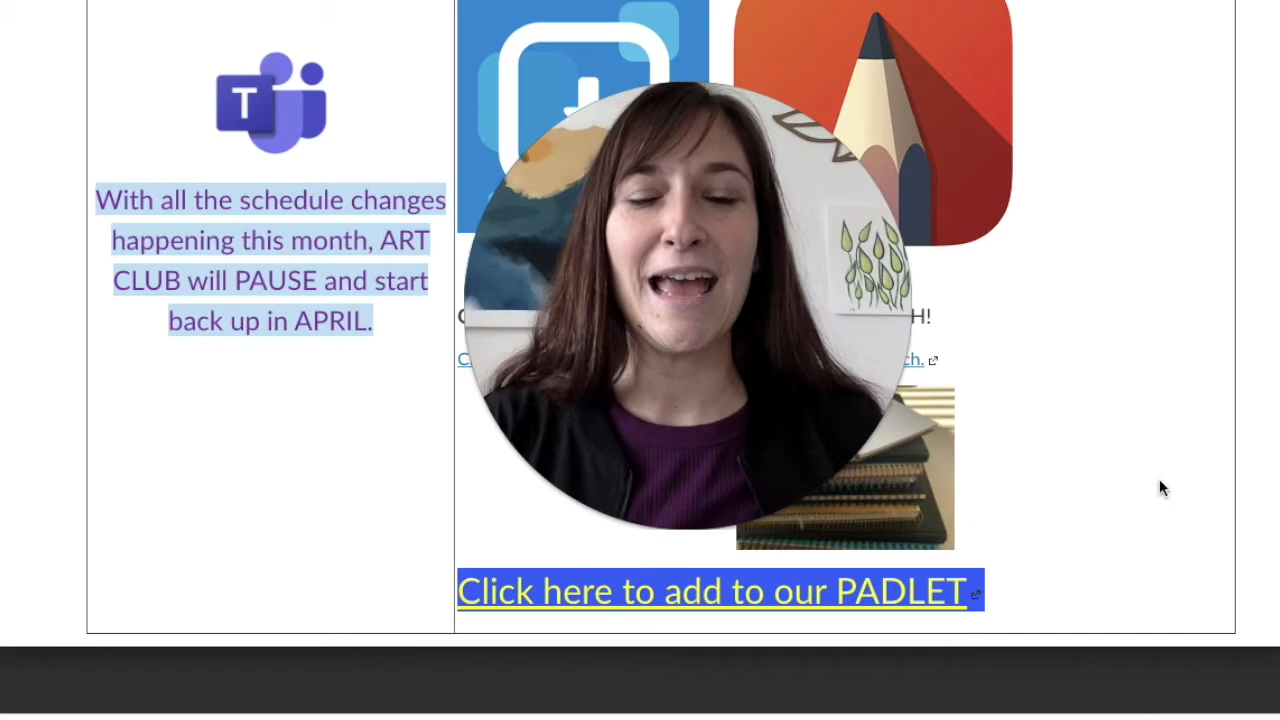 T
With all the schedule changes
happening this month, ART
CLUB will PAUSE and start
back up in APRIL.
H!
ch.
Click here to add to our PADLET